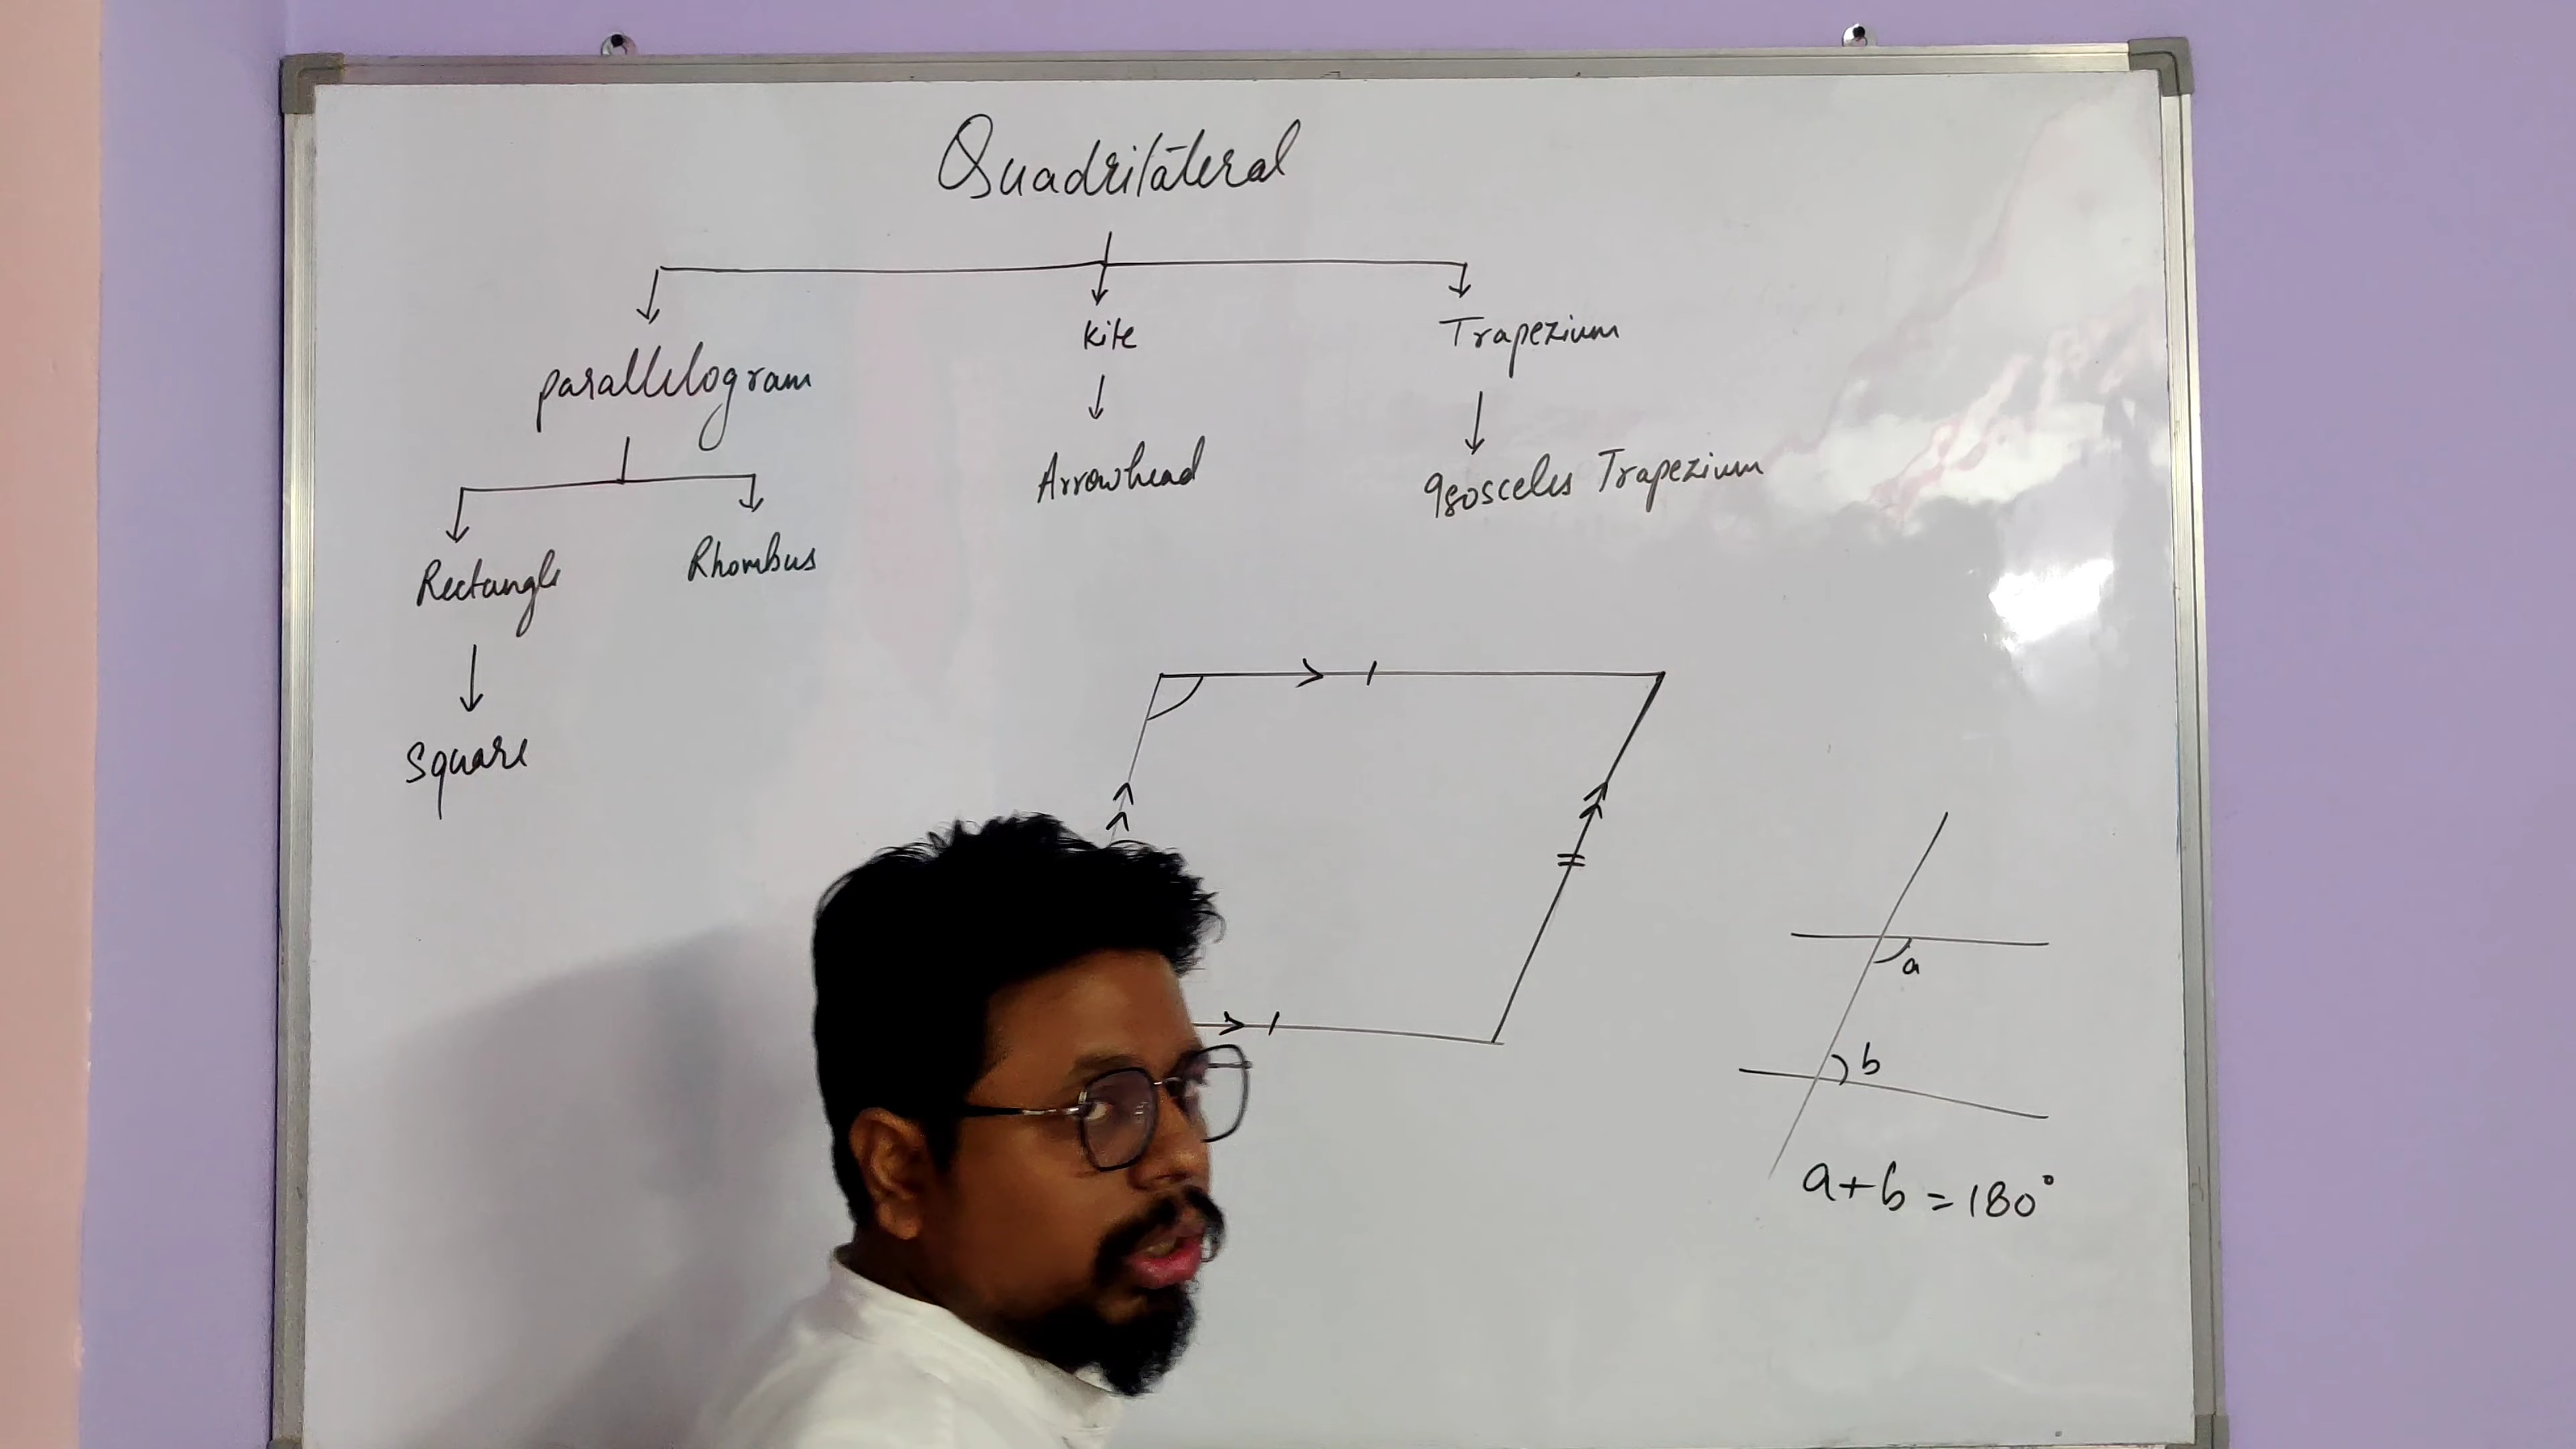 Quadrilateral
parallelogram
Kite
Trapezium
Rectangle
Rhombus
Arrowhead
Isosceles Trapezium
Square
a
b
a+b = 180°